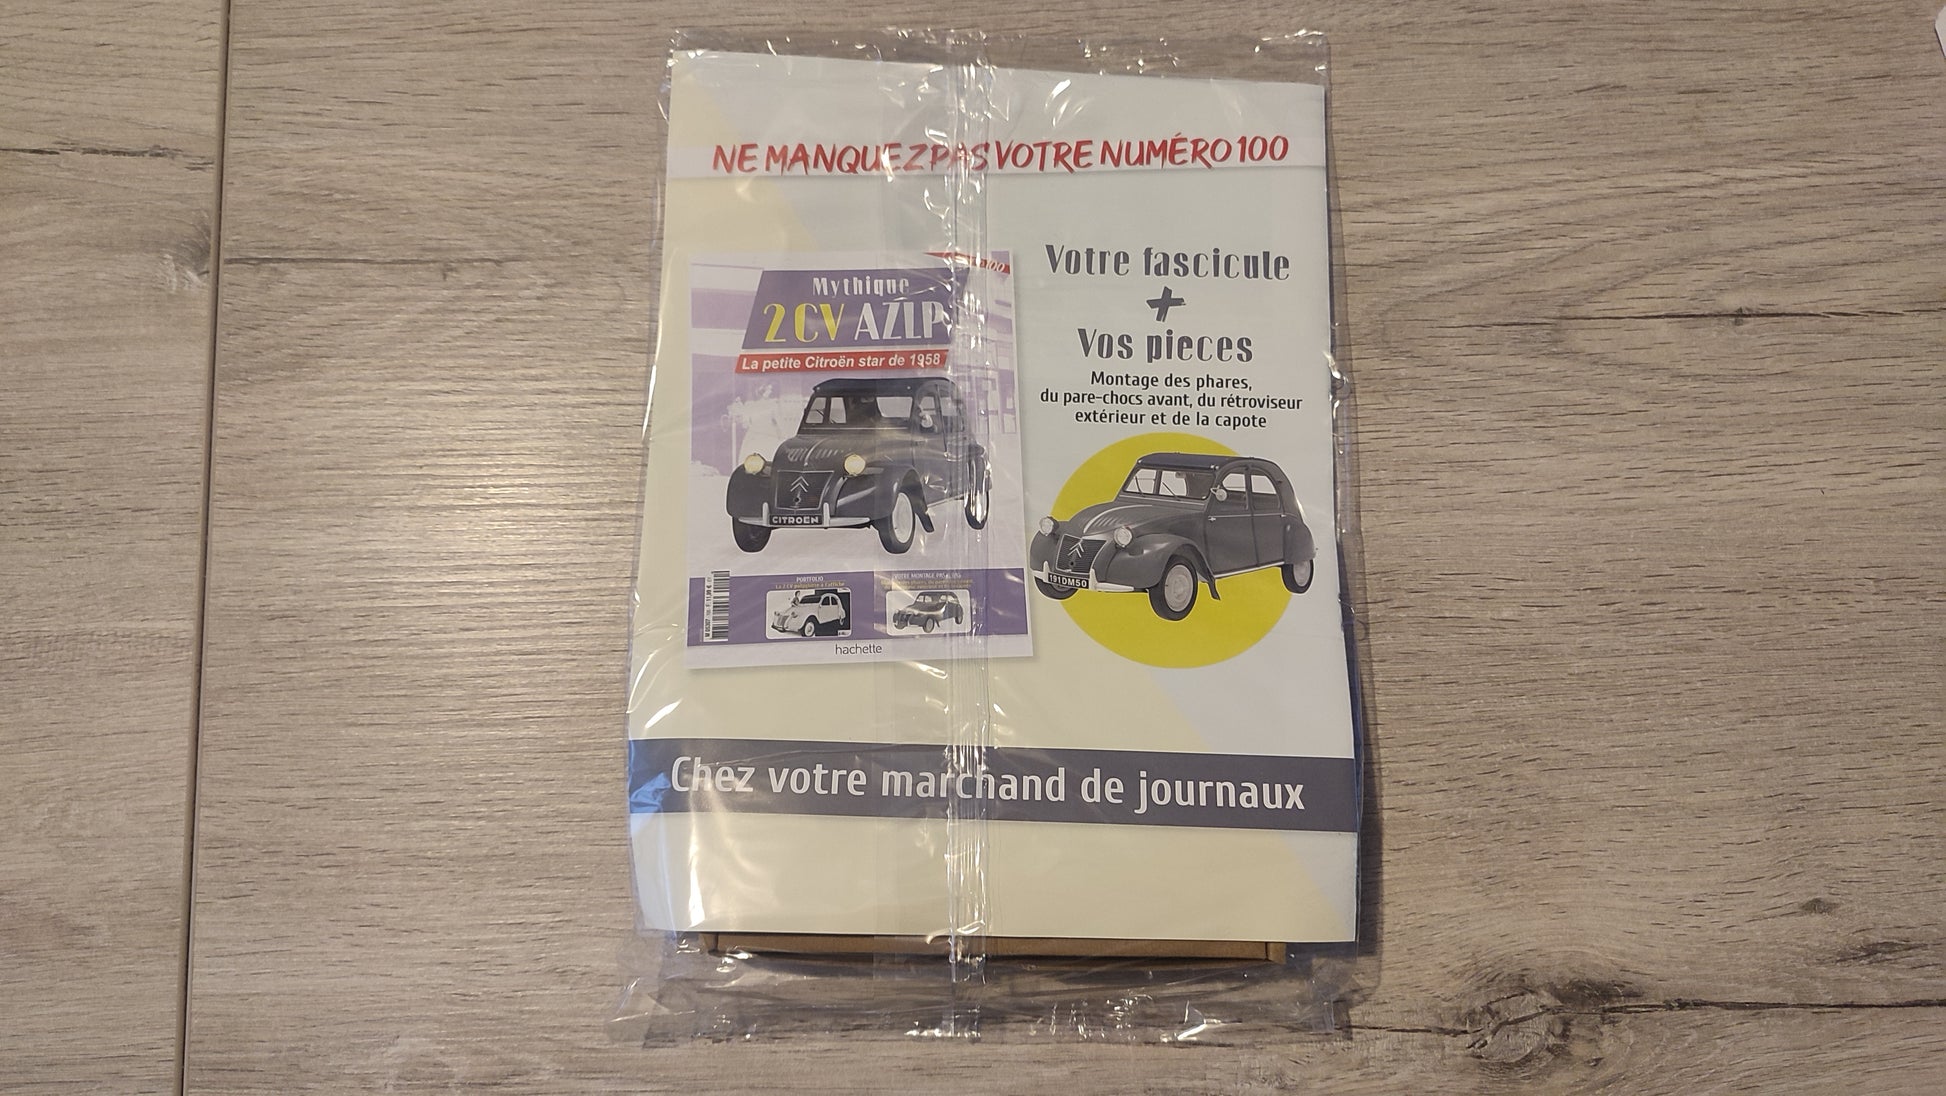 NE MANQUEZ PAS VOTRE NUMÉRO 100
Mythique
2CV AZLP
La petite Citroën star de 1958
CITROËN
PORTFOLIO
hachette
Votre fascicule
+
Vos pieces
Montage des phares,
du pare-chocs avant, du rétroviseur
extérieur et de la capote
191DM50
Chez votre marchand de journaux